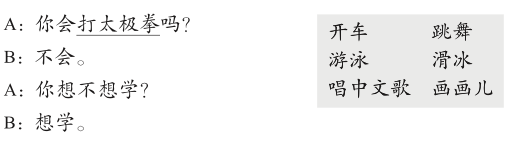 A：你会打太极拳吗？
B：不会。
A：你想不想学？
B：想学。
开车 跳舞
游泳 滑冰
唱中文歌 画画儿